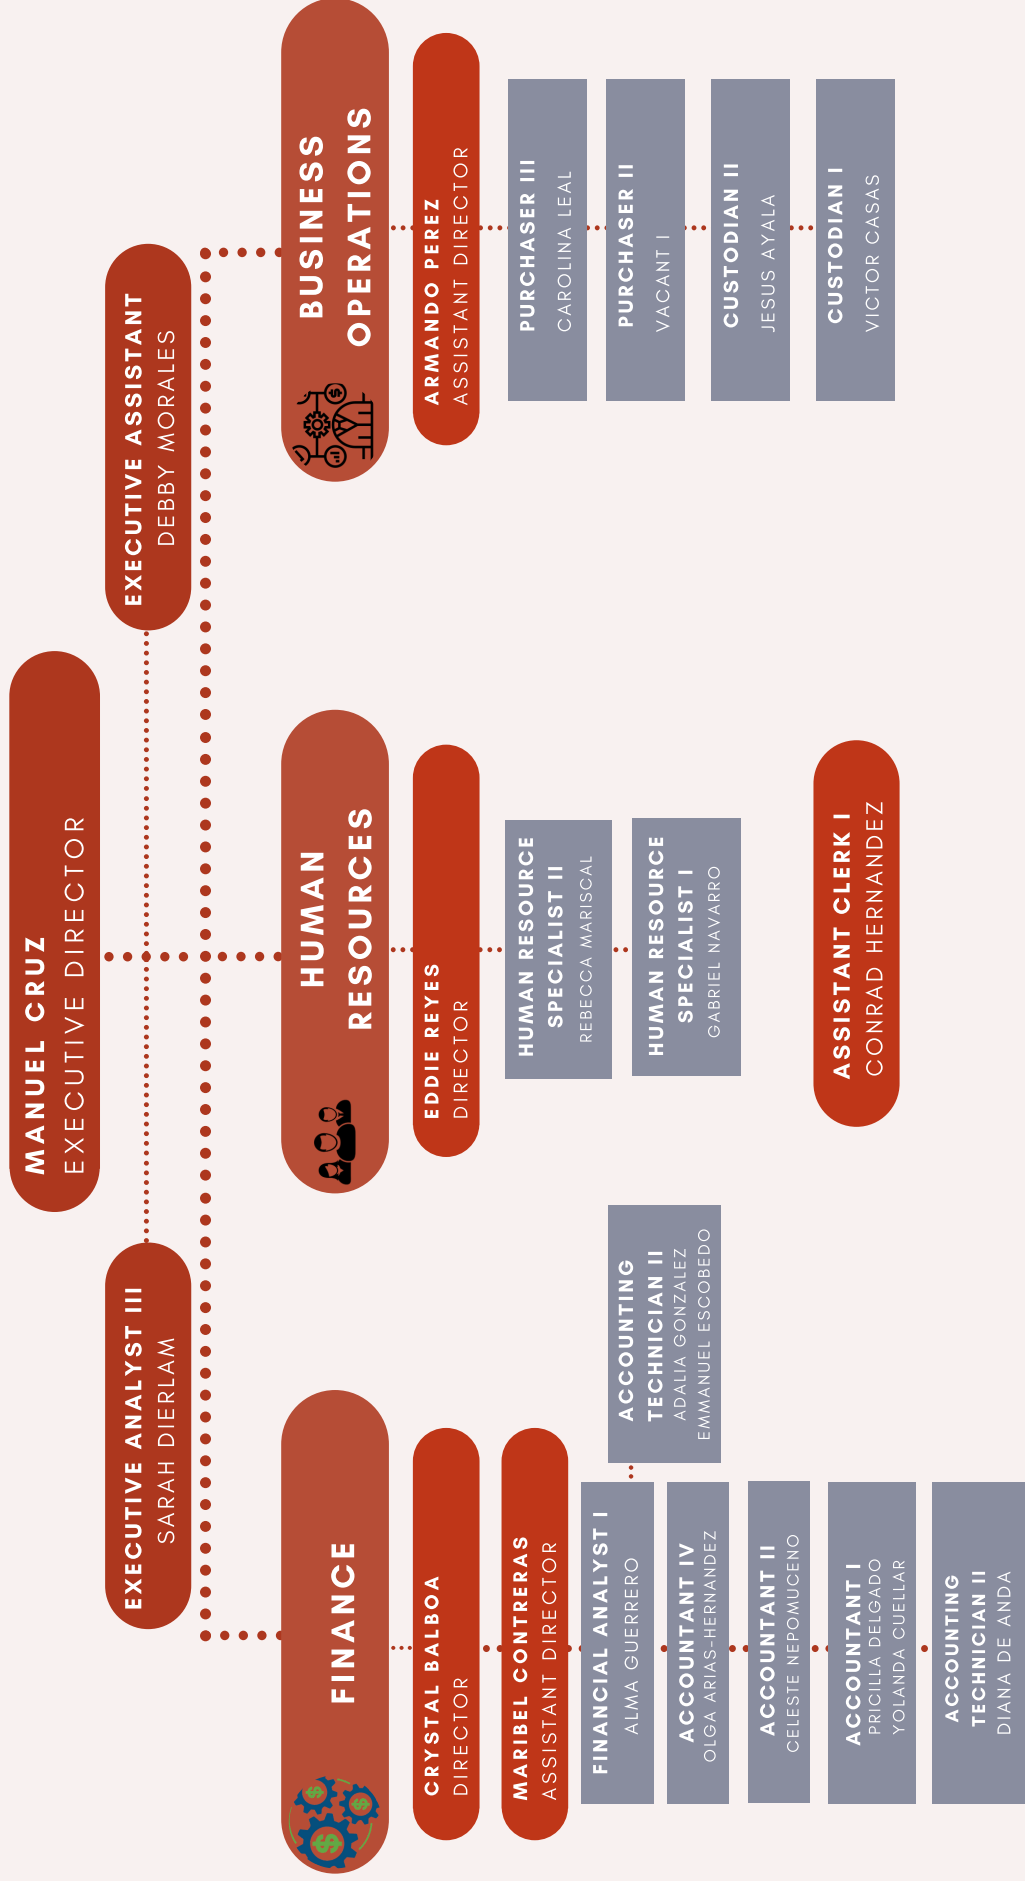 MANUEL CRUZ
EXECUTIVE DIRECTOR
EXECUTIVE ANALYST III
SARAH DIERLAM
EXECUTIVE ASSISTANT
DEBBY MORALES
FINANCE
CRYSTAL BALBOA
DIRECTOR
MARIBEL CONTRERAS
ASSISTANT DIRECTOR
FINANCIAL ANALYST I
ALMA GUERRERO
ACCOUNTING
TECHNICIAN II
ADALIA GONZALEZ
EMMANUEL ESCOBEDO
ACCOUNTANT IV
OLGA ARIAS-HERNANDEZ
ACCOUNTANT II
CELESTE NEPOMUCENO
ACCOUNTANT I
PRICILLA DELGADO
YOLANDA CUELLAR
ACCOUNTING
TECHNICIAN II
DIANA DE ANDA
HUMAN
RESOURCES
EDDIE REYES
DIRECTOR
HUMAN RESOURCE
SPECIALIST II
REBECCA MARISCAL
HUMAN RESOURCE
SPECIALIST I
GABRIEL NAVARRO
ASSISTANT CLERK I
CONRAD HERNANDEZ
BUSINESS
OPERATIONS
ARMANDO PEREZ
ASSISTANT DIRECTOR
PURCHASER III
CAROLINA LEAL
PURCHASER II
VACANT I
CUSTODIAN II
JESUS AYALA
CUSTODIAN I
VICTOR CASAS